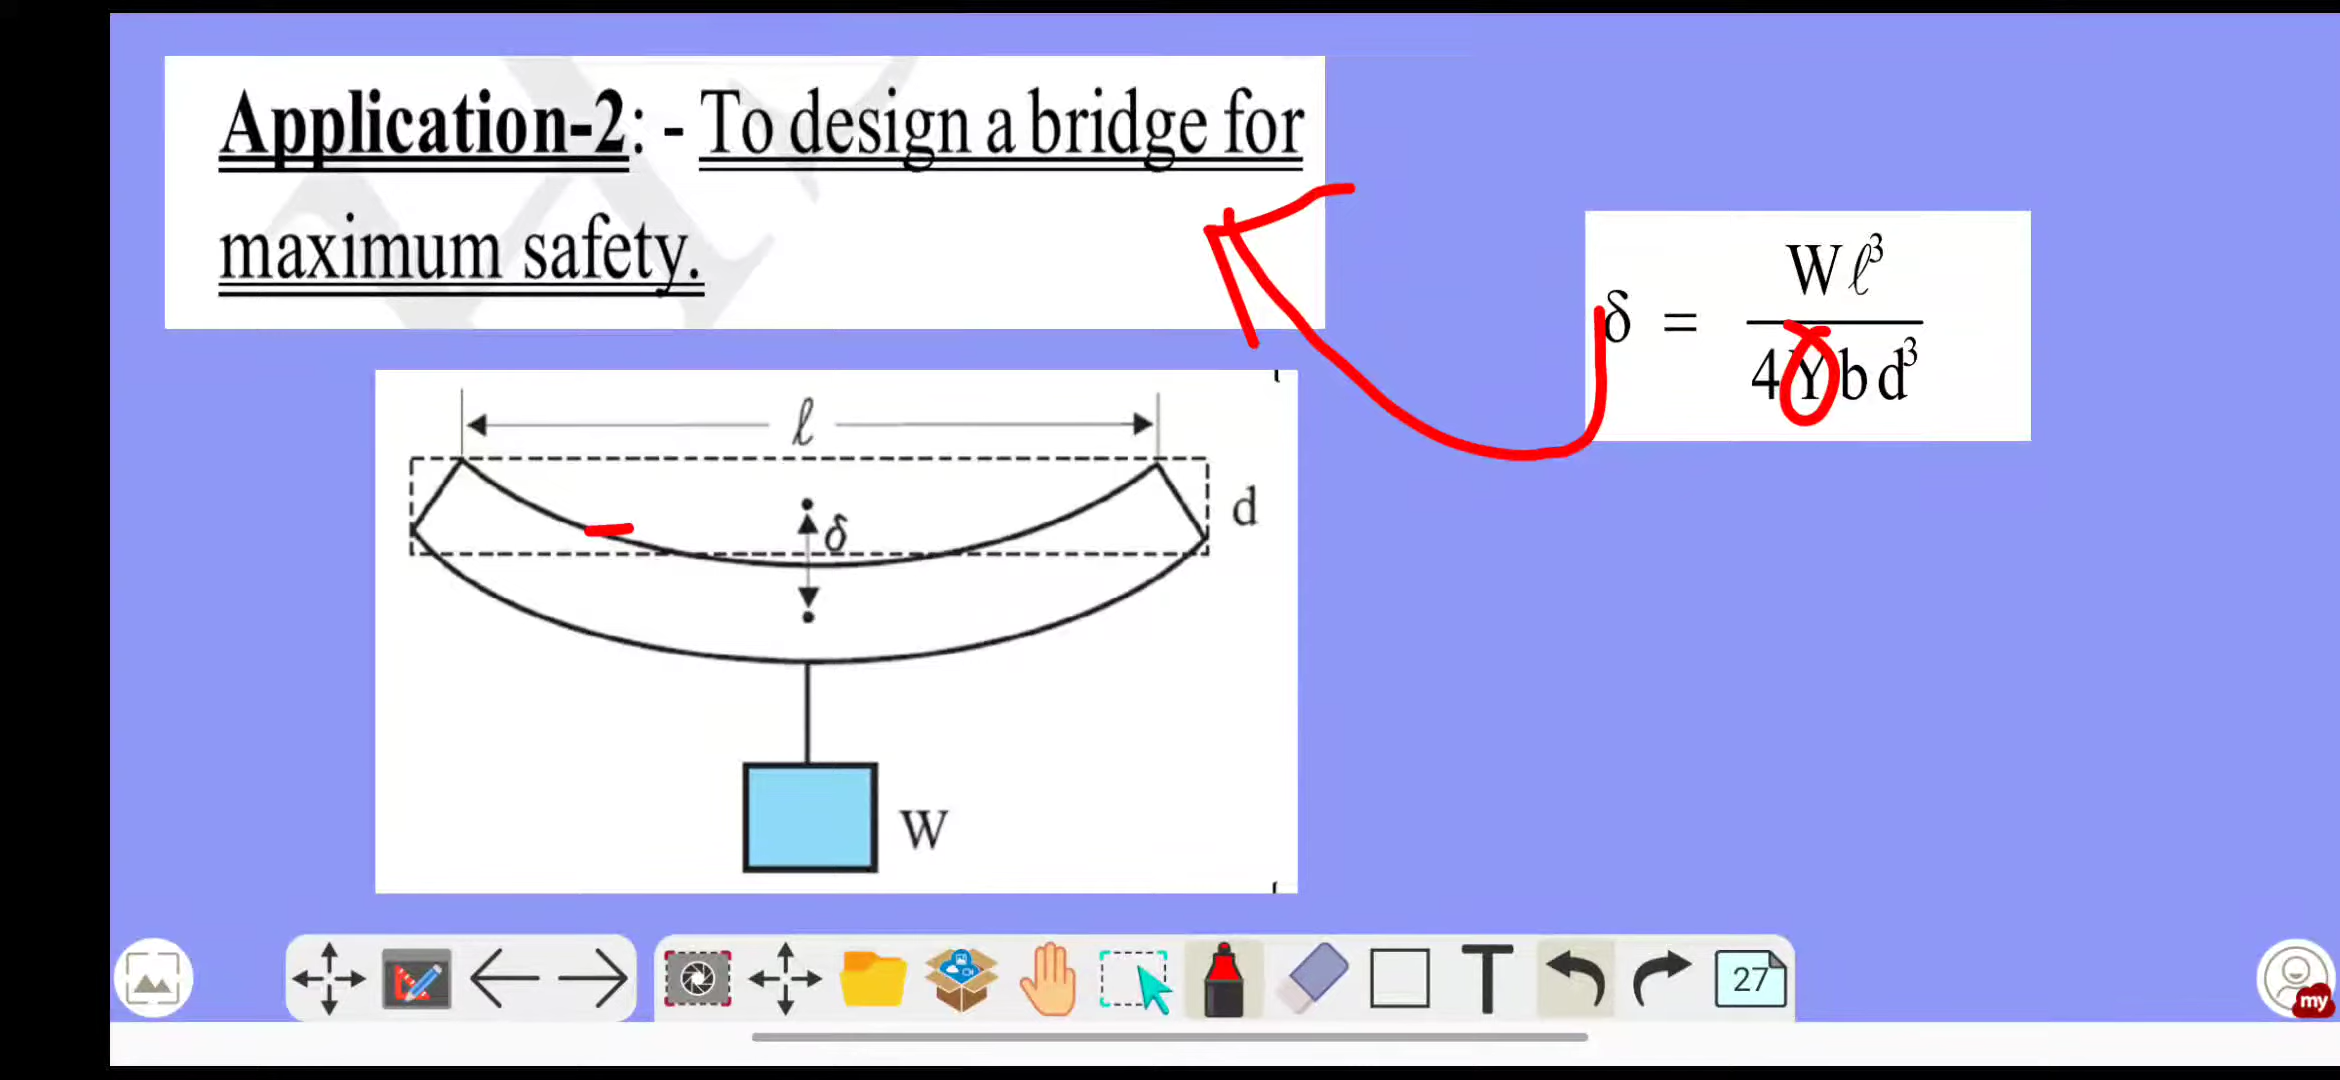 Application-2: - To design a bridge for
maximum safety.
δ = Wℓ³
4Ybd³
ℓ
δ
d
W
T
27
my